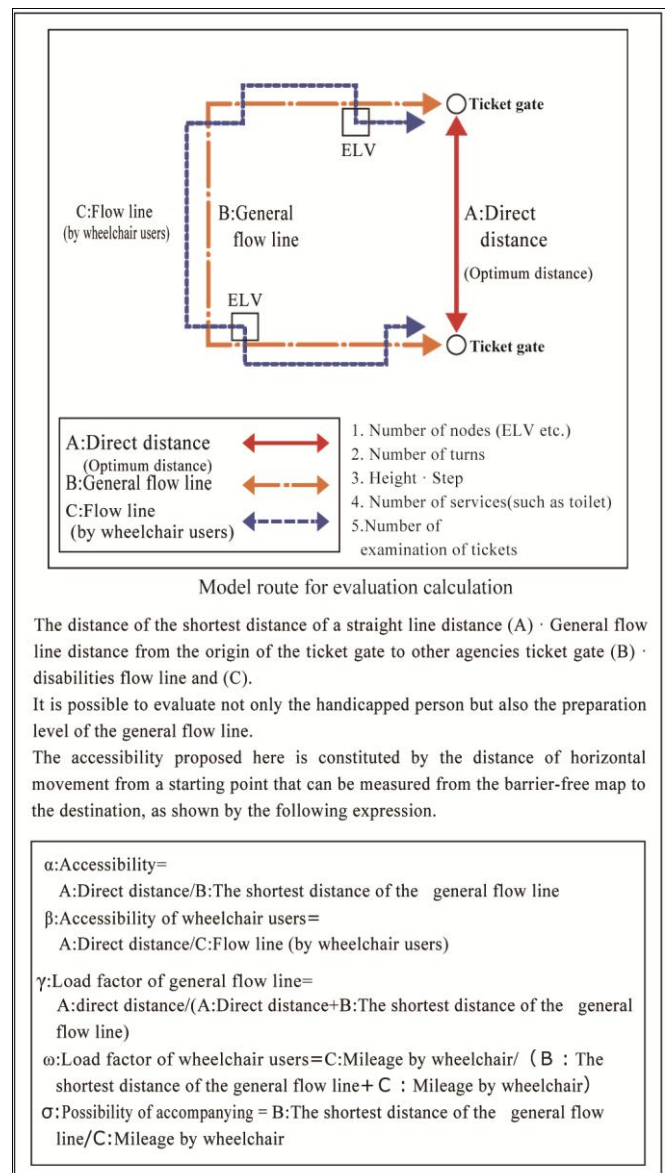 Ticket gate
ELV
C:Flow line
(by wheelchair users)
B:General
flow line
A:Direct
distance
(Optimum distance)
ELV
Ticket gate
A:Direct distance
(Optimum distance)
B:General flow line
C:Flow line
(by wheelchair users)
1. Number of nodes (ELV etc.)
2. Number of turns
3. Height · Step
4. Number of services(such as toilet)
5.Number of
examination of tickets
Model route for evaluation calculation
The distance of the shortest distance of a straight line distance (A) · General flow
line distance from the origin of the ticket gate to other agencies ticket gate (B) ·
disabilities flow line and (C).
It is possible to evaluate not only the handicapped person but also the preparation
level of the general flow line.
The accessibility proposed here is constituted by the distance of horizontal
movement from a starting point that can be measured from the barrier-free map to
the destination, as shown by the following expression.
α:Accessibility=
A:Direct distance/B:The shortest distance of the general flow line
β:Accessibility of wheelchair users=
A:Direct distance/C:Flow line (by wheelchair users)
γ:Load factor of general flow line=
A:direct distance/(A:Direct distance+B:The shortest distance of the general
flow line)
ω:Load factor of wheelchair users=C:Mileage by wheelchair/（B：The
shortest distance of the general flow line+C：Mileage by wheelchair）
σ:Possibility of accompanying = B:The shortest distance of the general flow
line/C:Mileage by wheelchair